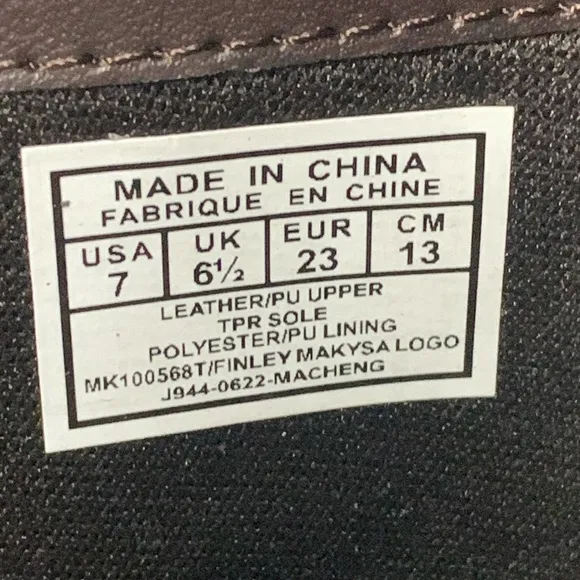 MADE IN CHINA
FABRIQUE EN CHINE
USA UK EUR CM
7 6½ 23 13
LEATHER/PU UPPER
TPR SOLE
POLYESTER/PU LINING
MK100568T/FINLEY MAKYSA LOGO
J944-0622-MACHENG